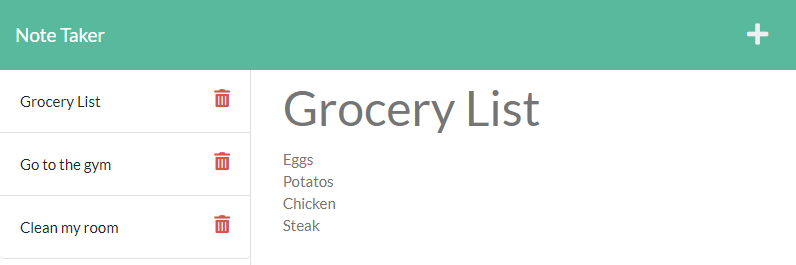 Note Taker
Grocery List
Go to the gym
Clean my room
Grocery List
Eggs
Potatos
Chicken
Steak